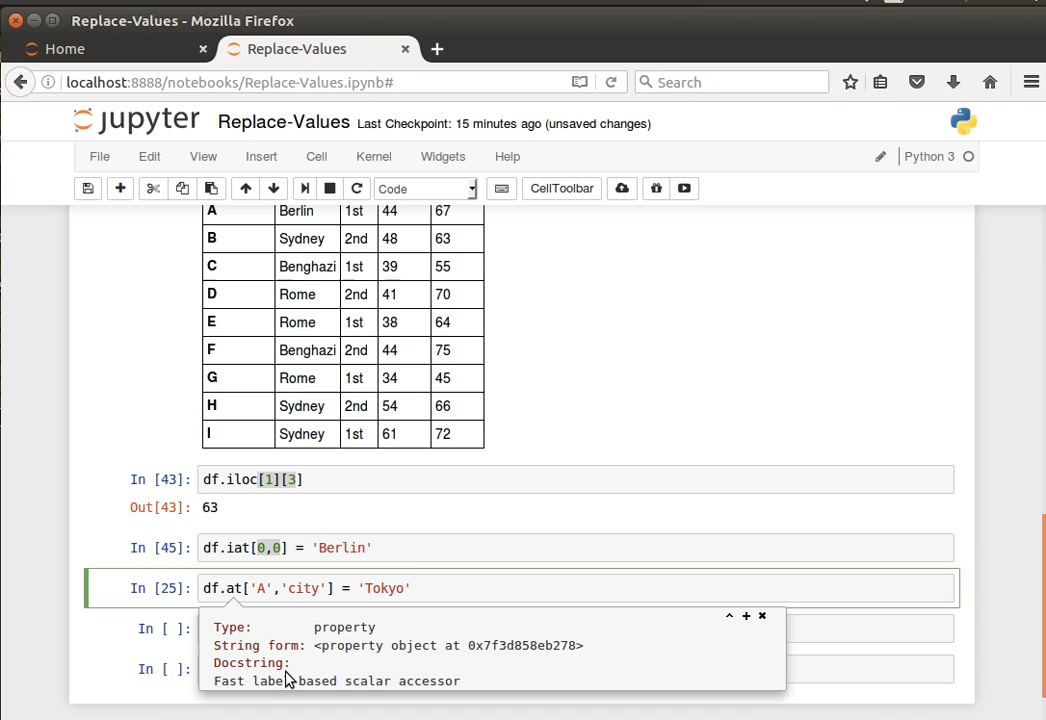 Replace-Values - Mozilla Firefox
Home
Replace-Values
localhost:8888/notebooks/Replace-Values.ipynb#
Search
jupyter Replace-Values Last Checkpoint: 15 minutes ago (unsaved changes)
File Edit View Insert Cell Kernel Widgets Help Python 3
Code CellToolbar
A Berlin 1st 44 67
B Sydney 2nd 48 63
C Benghazi 1st 39 55
D Rome 2nd 41 70
E Rome 1st 38 64
F Benghazi 2nd 44 75
G Rome 1st 34 45
H Sydney 2nd 54 66
I Sydney 1st 61 72
In [43]: df.iloc[1][3]
Out[43]: 63
In [45]: df.iat[0,0] = 'Berlin'
In [25]: df.at['A','city'] = 'Tokyo'
In [ ]:
Type: property
String form: <property object at 0x7f3d858eb278>
Docstring:
In [ ]:
Fast label-based scalar accessor